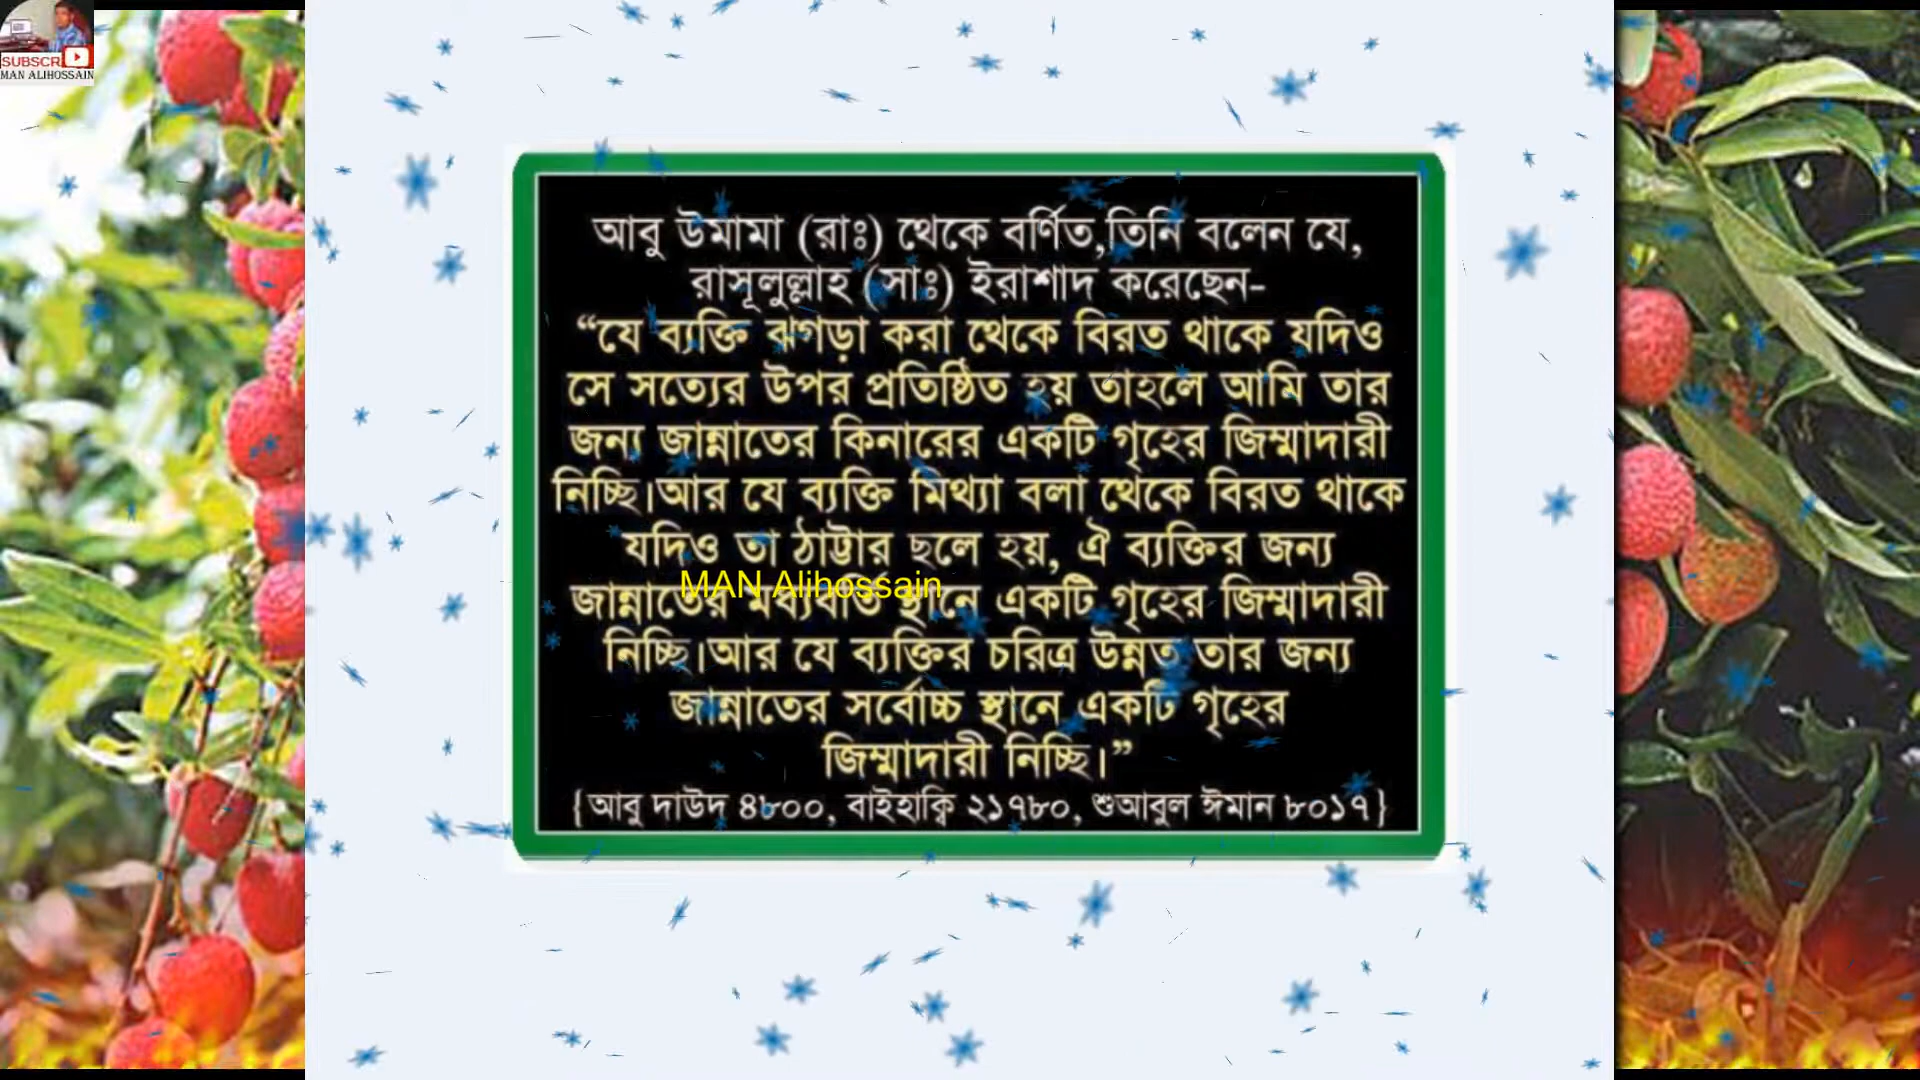 SUBSCR
MAN ALIHOSSAIN
আবু উমামা (রাঃ) থেকে বর্ণিত,তিনি বলেন যে,
রাসূলুল্লাহ (সাঃ) ইরাশাদ করেছেন-
“যে ব্যক্তি ঝগড়া করা থেকে বিরত থাকে যদিও
সে সত্যের উপর প্রতিষ্ঠিত হয় তাহলে আমি তার
জন্য জান্নাতের কিনারের একটি গৃহের জিম্মাদারী
নিচ্ছি।আর যে ব্যক্তি মিথ্যা বলা থেকে বিরত থাকে
যদিও তা ঠাট্টার ছলে হয়, ঐ ব্যক্তির জন্য
MAN Alihossain
জান্নাতের মধ্যবর্তি স্থানে একটি গৃহের জিম্মাদারী
নিচ্ছি।আর যে ব্যক্তির চরিত্র উন্নত তার জন্য
জান্নাতের সর্বোচ্চ স্থানে একটি গৃহের
জিম্মাদারী নিচ্ছি।”
{আবু দাউদ ৪৮০০, বাইহাক্বি ২১৭৮০, শুআবুল ঈমান ৮০১৭}